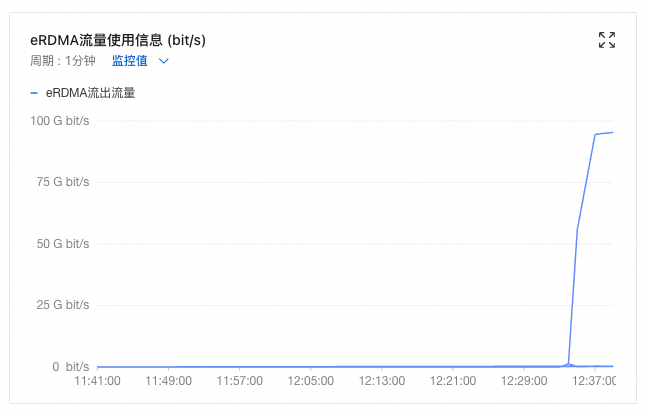 eRDMA流量使用信息 (bit/s)
周期：1分钟 监控值
eRDMA流出流量
100 G bit/s
75 G bit/s
50 G bit/s
25 G bit/s
0 bit/s
11:41:00 11:49:00 11:57:00 12:05:00 12:13:00 12:21:00 12:29:00 12:37:00